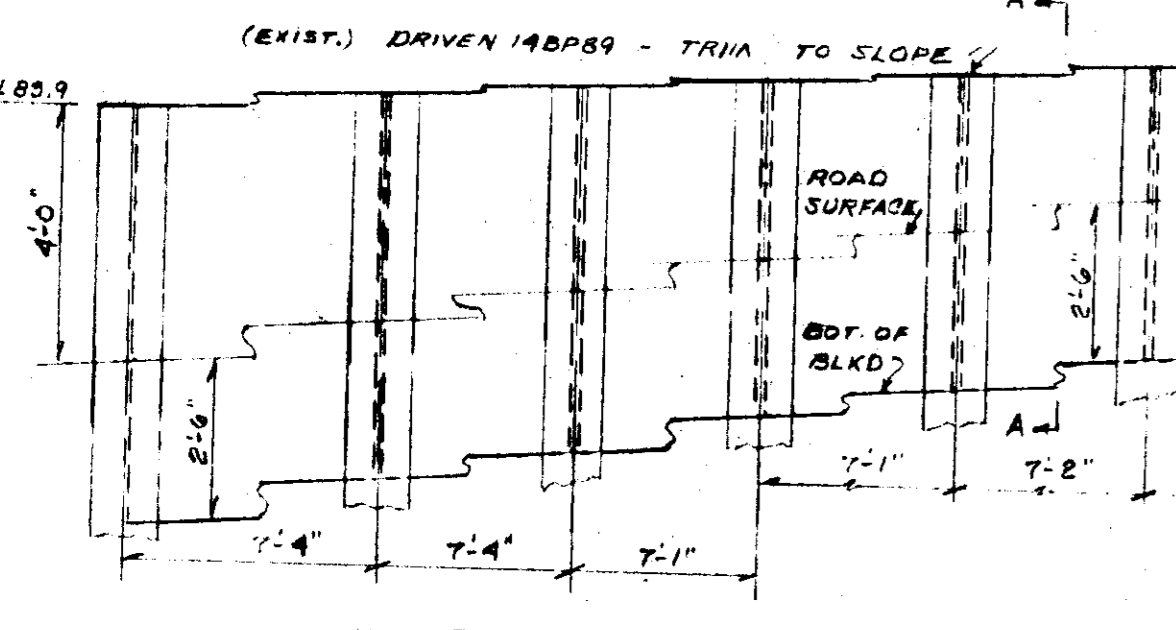 A
(EXIST.) DRIVEN 14BP89 - TRIM TO SLOPE
83.9
4'-0"
ROAD
SURFACE
2'-6"
BOT. OF
BLKD
2'-6"
A
7'-1"
7'-2"
7'-4"
7'-4"
7'-1"